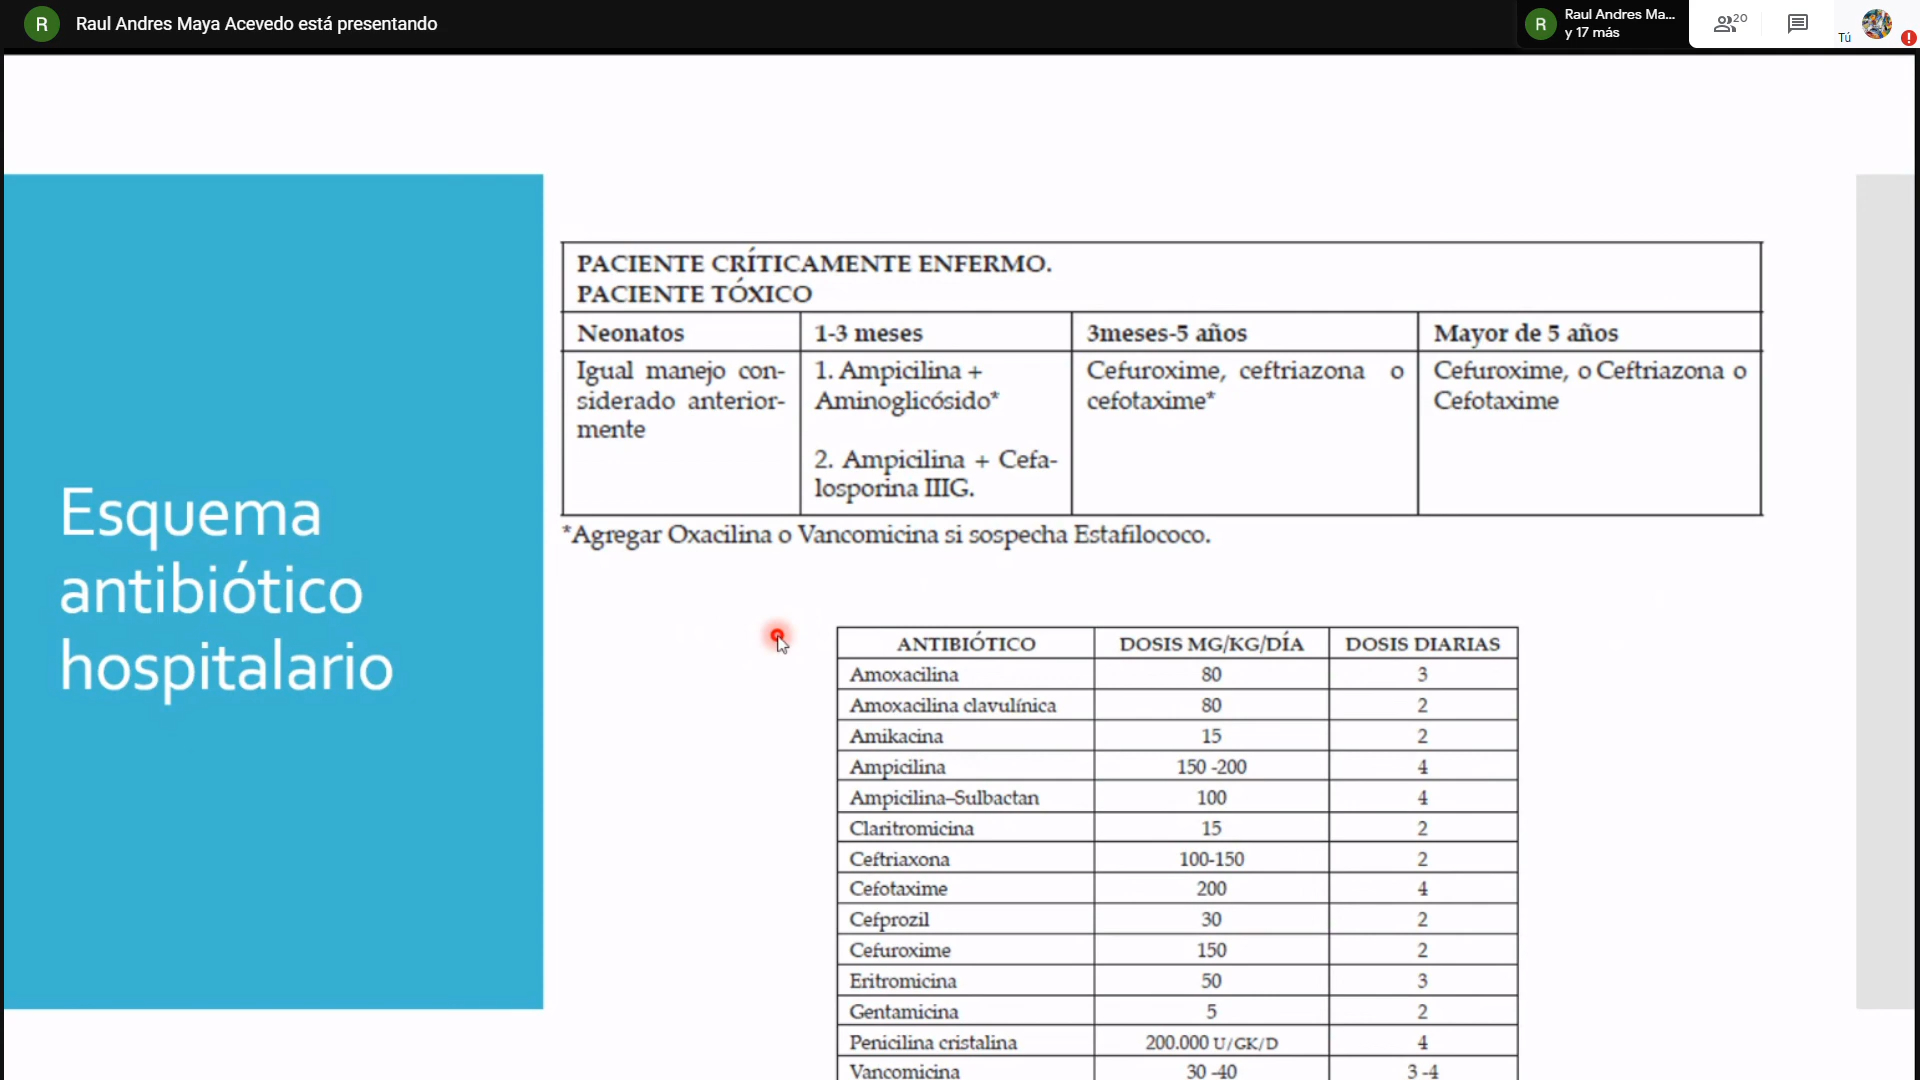 R
Raul Andres Maya Acevedo está presentando
R
Raul Andres Ma...
y 17 más
20
Tú
Esquema
antibiótico
hospitalario
PACIENTE CRÍTICAMENTE ENFERMO.
PACIENTE TÓXICO
Neonatos 1-3 meses 3meses-5 años Mayor de 5 años
Igual manejo con-
siderado anterior-
mente
1. Ampicilina +
Aminoglicósido*
2. Ampicilina + Cefa-
losporina IIIG.
Cefuroxime, ceftriazona o
cefotaxime*
Cefuroxime, o Ceftriazona o
Cefotaxime
*Agregar Oxacilina o Vancomicina si sospecha Estafilococo.
ANTIBIÓTICO DOSIS MG/KG/DÍA DOSIS DIARIAS
Amoxacilina 80 3
Amoxacilina clavulínica 80 2
Amikacina 15 2
Ampicilina 150 -200 4
Ampicilina–Sulbactan 100 4
Claritromicina 15 2
Ceftriaxona 100-150 2
Cefotaxime 200 4
Cefprozil 30 2
Cefuroxime 150 2
Eritromicina 50 3
Gentamicina 5 2
Penicilina cristalina 200.000 U/GK/D 4
Vancomicina 30 -40 3 -4